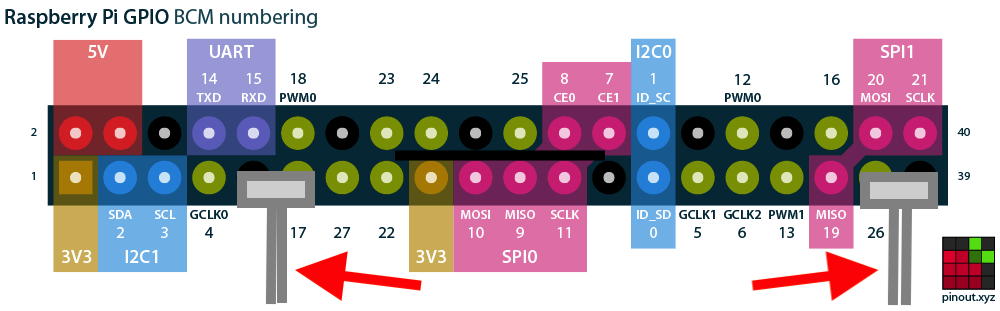 Raspberry Pi GPIO BCM numbering
5V UART I2C0 SPI1
14 15 18 23 24 25 8 7 1 12 16 20 21
TXD RXD PWM0 CE0 CE1 ID_SC PWM0 MOSI SCLK
2 40
1 39
SDA SCL GCLK0 MOSI MISO SCLK ID_SD GCLK1 GCLK2 PWM1 MISO
2 3 4 17 27 22 10 9 11 0 5 6 13 19 26
3V3 I2C1 3V3 SPI0
pinout.xyz